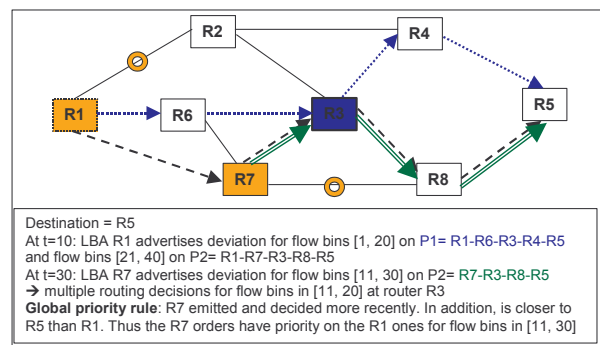 R2
R4
R1
R6
R3
R5
R7
R8
Destination = R5
At t=10: LBA R1 advertises deviation for flow bins [1, 20] on P1= R1-R6-R3-R4-R5
and flow bins [21, 40] on P2= R1-R7-R3-R8-R5
At t=30: LBA R7 advertises deviation for flow bins [11, 30] on P2= R7-R3-R8-R5
→ multiple routing decisions for flow bins in [11, 20] at router R3
Global priority rule: R7 emitted and decided more recently. In addition, is closer to
R5 than R1. Thus the R7 orders have priority on the R1 ones for flow bins in [11, 30]